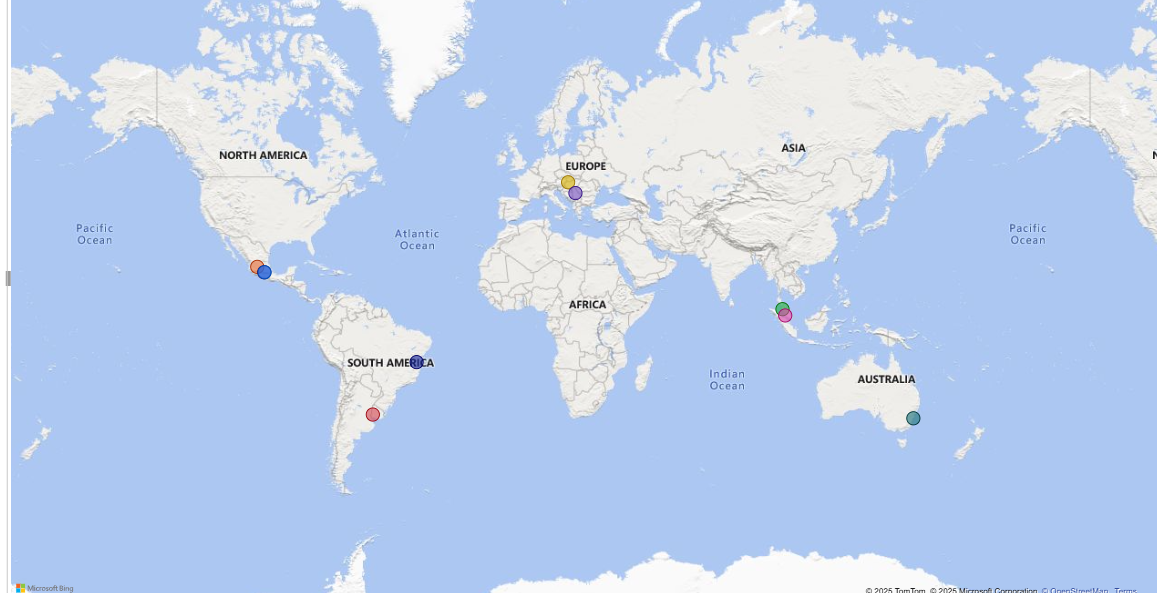 ASIA
NORTH AMERICA
EUROPE
Pacific
Ocean
Atlantic
Ocean
Pacific
Ocean
AFRICA
SOUTH AMERICA
Indian
Ocean
AUSTRALIA
N
Microsoft Bing
© 2025 TomTom, © 2025 Microsoft Corporation, © OpenStreetMap Terms